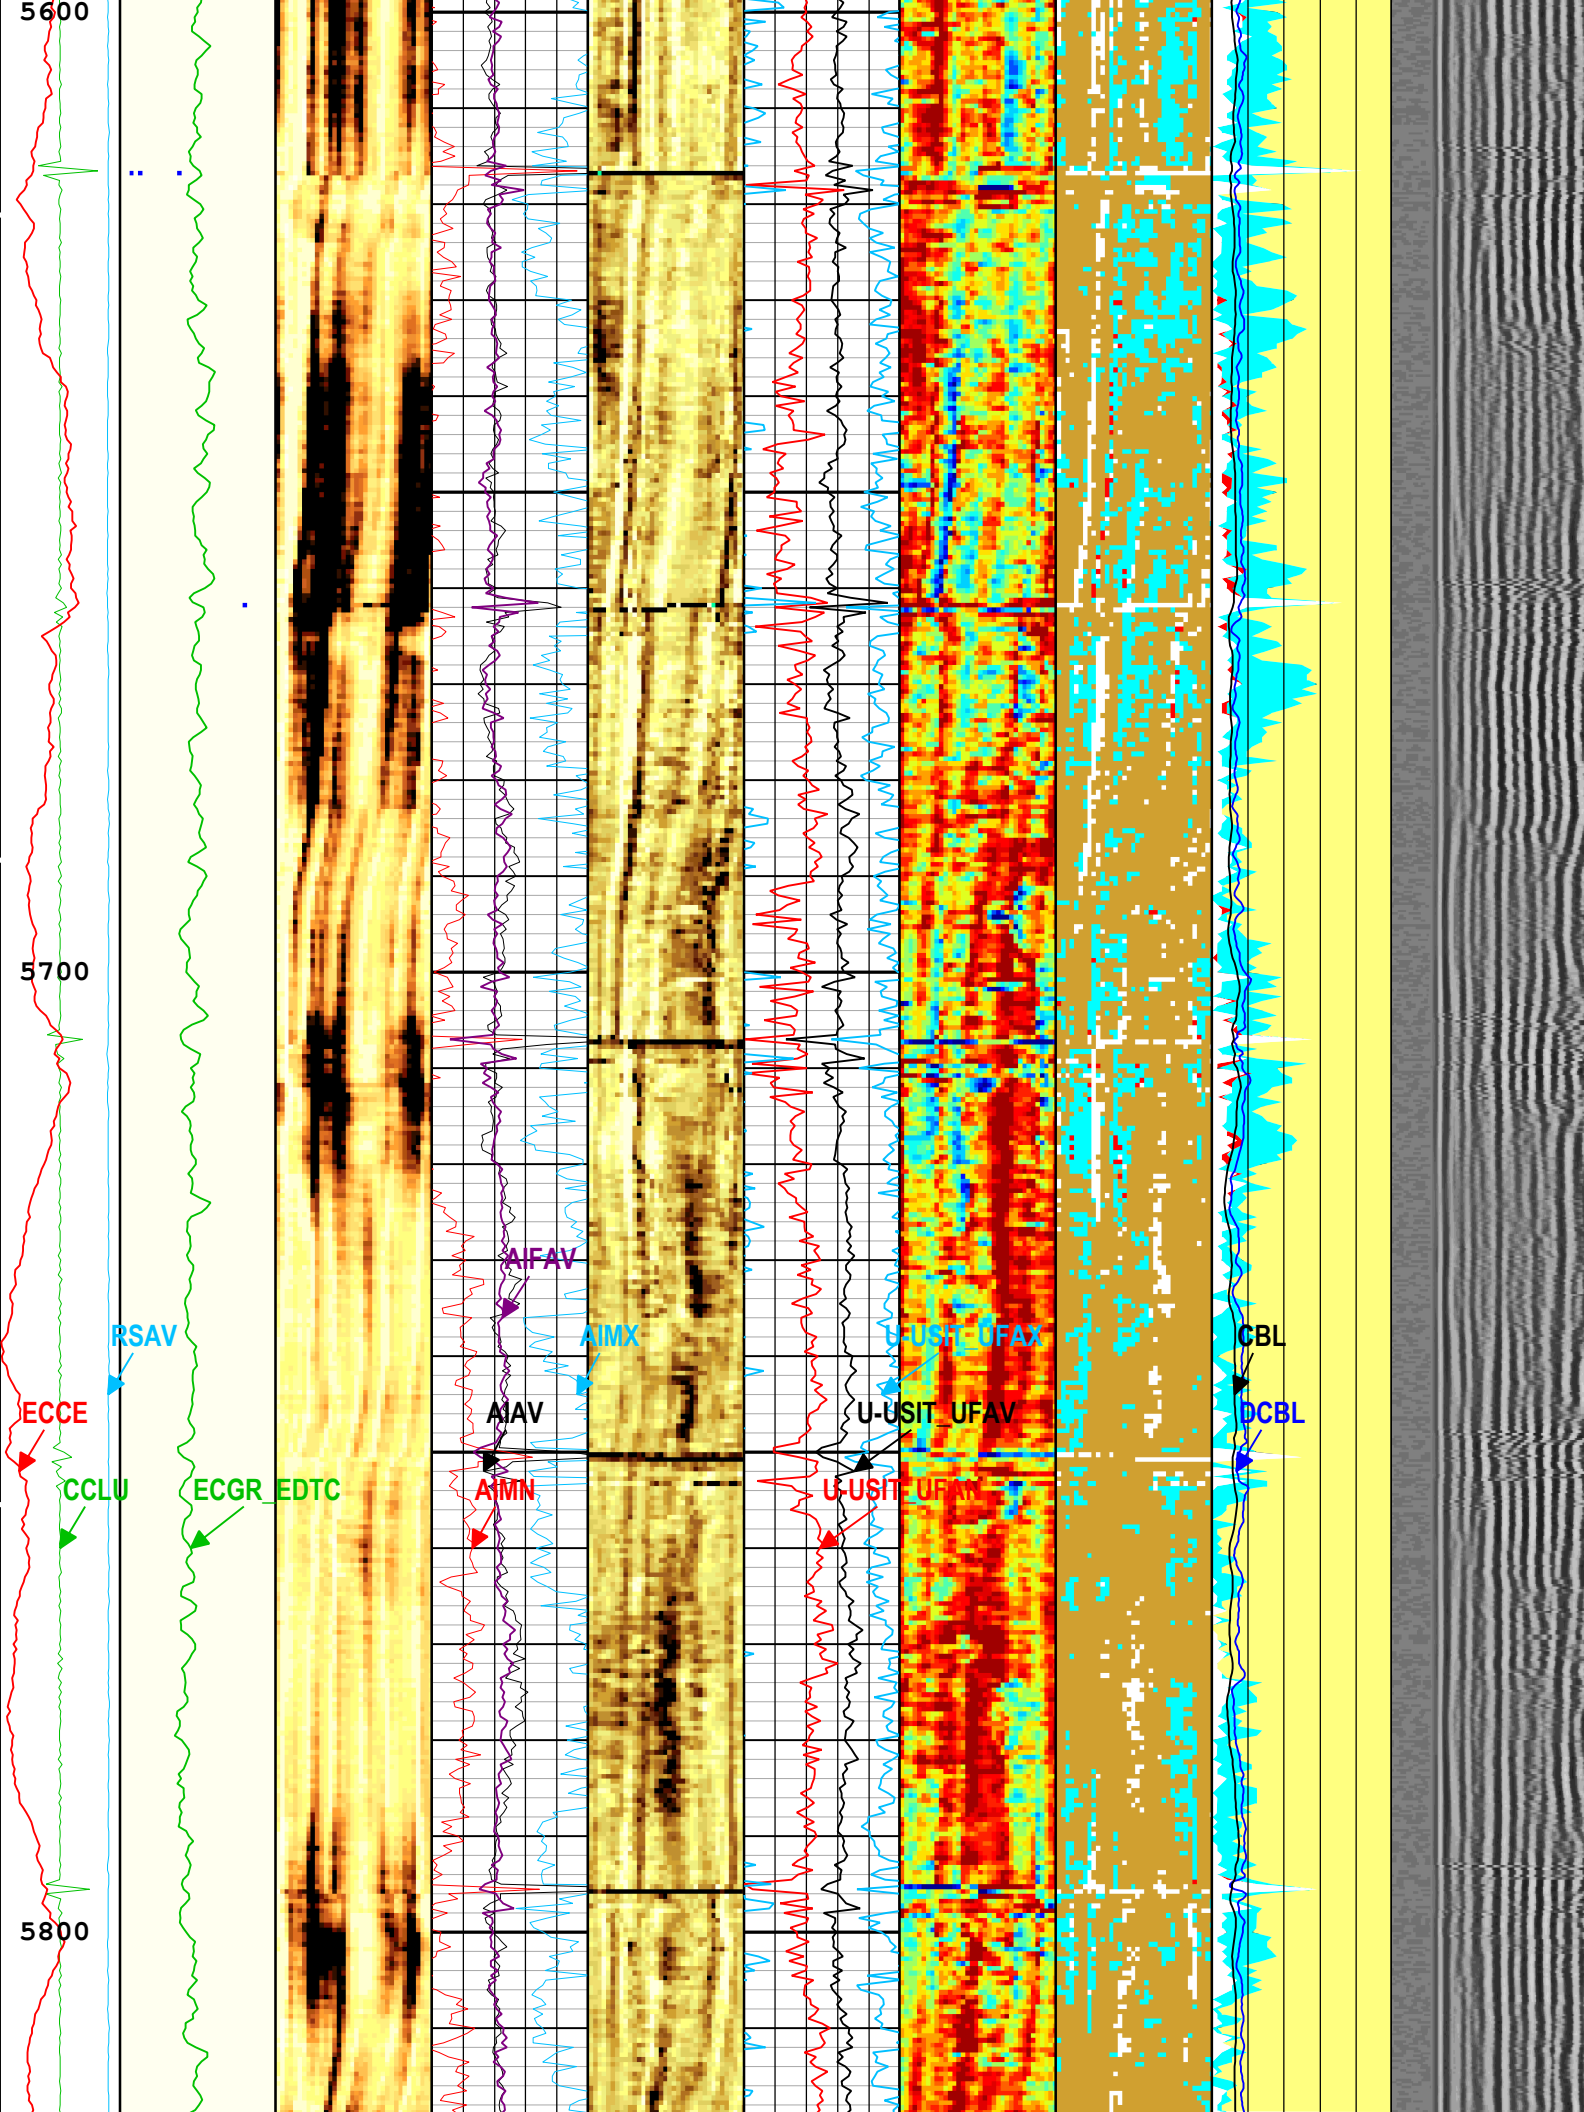 5600
5700
AIFAV
RSAV
AIMX
U-USIT_UFAX
CBL
ECCE
AIAV
U-USIT_UFAV
DCBL
CCLU
ECGR_EDTC
AIMN
U-USIT_UFAN
5800